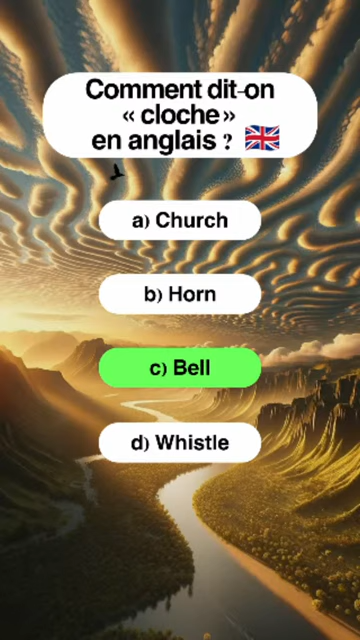 Comment dit-on
« cloche»
en anglais ?
a) Church
b) Horn
c) Bell
d) Whistle